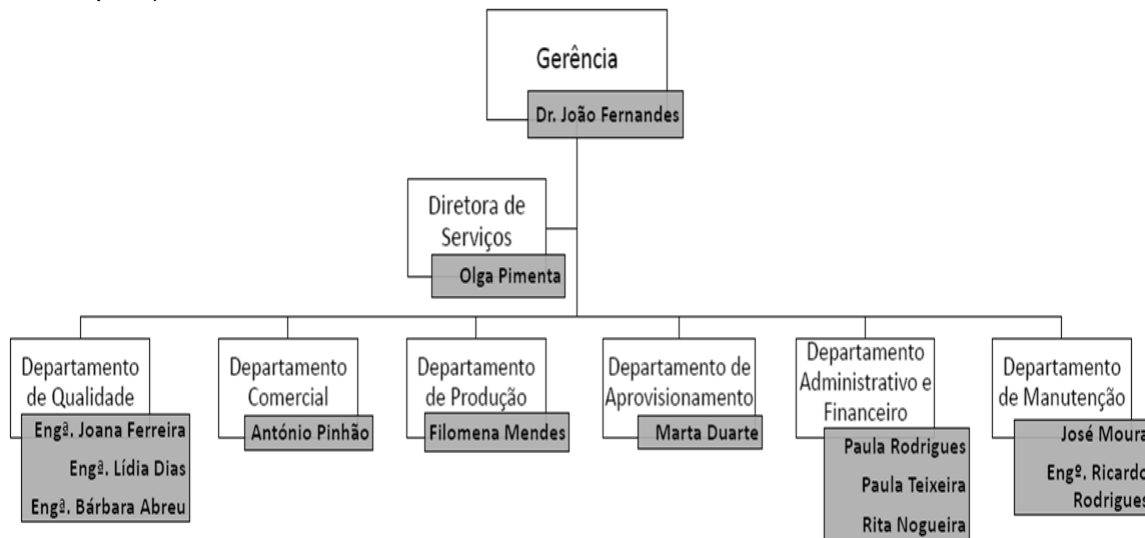 Gerência
Dr. João Fernandes
Diretora de
Serviços
Olga Pimenta
Departamento
de Qualidade
Engª. Joana Ferreira
Engª. Lídia Dias
Engª. Bárbara Abreu
Departamento
Comercial
António Pinhão
Departamento
de Produção
Filomena Mendes
Departamento de
Aprovisionamento
Marta Duarte
Departamento
Administrativo e
Financeiro
Paula Rodrigues
Paula Teixeira
Rita Nogueira
Departamento
de Manutenção
José Moura
Engº. Ricardo
Rodrigues